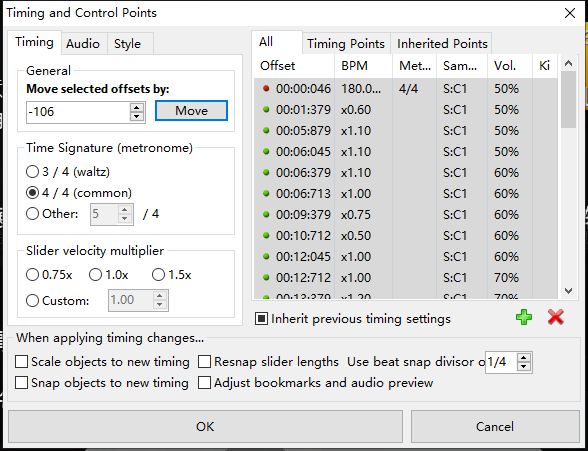 Timing and Control Points
Timing Audio Style
General
Move selected offsets by:
-106 Move
Time Signature (metronome)
3 / 4 (waltz)
4 / 4 (common)
Other: 5 / 4
Slider velocity multiplier
0.75x 1.0x 1.5x
Custom: 1.00
All Timing Points Inherited Points
Offset BPM Met... Sam... Vol. Ki
00:00:046 180.0... 4/4 S:C1 50%
00:01:379 x0.60 S:C1 50%
00:05:879 x1.10 S:C1 50%
00:06:045 x1.10 S:C1 50%
00:06:379 x1.10 S:C1 60%
00:06:713 x1.00 S:C1 60%
00:09:379 x0.75 S:C1 60%
00:10:712 x0.50 S:C1 60%
00:12:045 x1.00 S:C1 60%
00:12:712 x1.00 S:C1 70%
00:13:379 x1.20 S:C1 70%
Inherit previous timing settings
When applying timing changes...
Scale objects to new timing Resnap slider lengths Use beat snap divisor o 1/4
Snap objects to new timing Adjust bookmarks and audio preview
OK Cancel